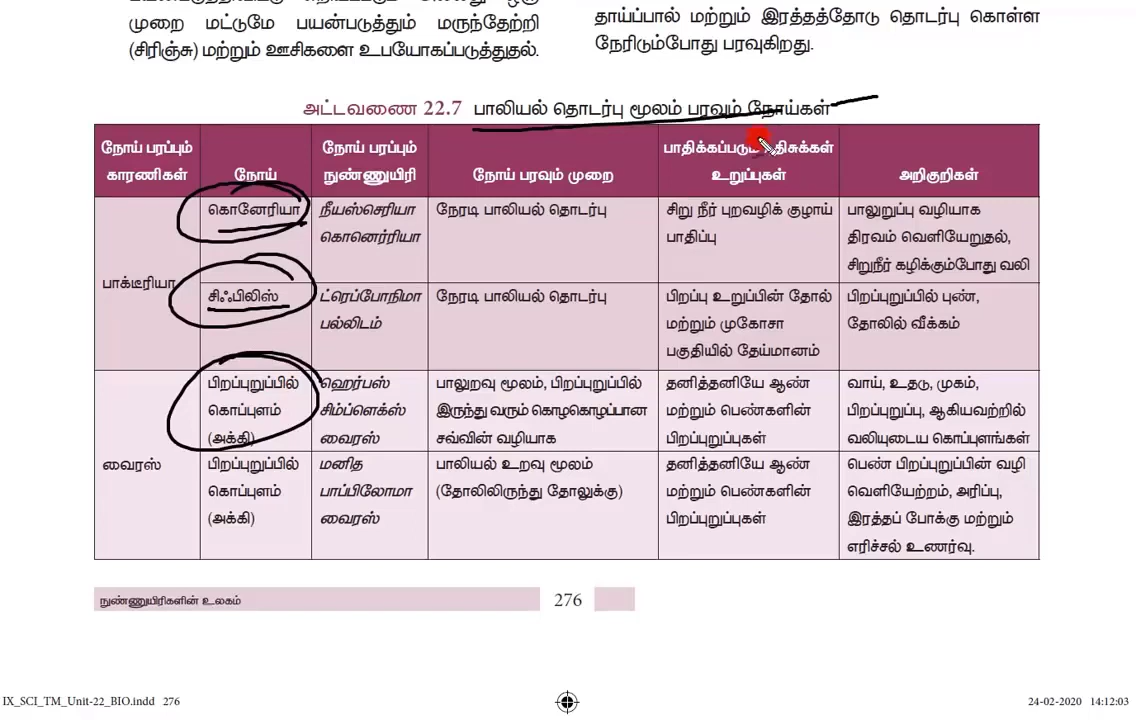 முறை மட்டுமே பயன்படுத்தும் மருந்தேற்றி
(சிரிஞ்சு) மற்றும் ஊசிகளை உபயோகப்படுத்துதல்.
தாய்ப்பால் மற்றும் இரத்தத்தோடு தொடர்பு கொள்ள
நேரிடும்போது பரவுகிறது.
அட்டவணை 22.7 பாலியல் தொடர்பு மூலம் பரவும் நோய்கள்
நோய் பரப்பும்
காரணிகள்
நோய்
நோய் பரப்பும்
நுண்ணுயிரி
நோய் பரவும் முறை
பாதிக்கப்படும் திசுக்கள்
உறுப்புகள்
அறிகுறிகள்
பாக்டீரியா
கொனேரியா
நீயஸ்செரியா
கொனெர்ரியா
நேரடி பாலியல் தொடர்பு
சிறு நீர் புறவழிக் குழாய்
பாதிப்பு
பாலுறுப்பு வழியாக
திரவம் வெளியேறுதல்,
சிறுநீர் கழிக்கும்போது வலி
சிஃபிலிஸ்
ட்ரெப்போநிமா
பல்லிடம்
நேரடி பாலியல் தொடர்பு
பிறப்பு உறுப்பின் தோல்
மற்றும் முகோசா
பகுதியில் தேய்மானம்
பிறப்புறுப்பில் புண்,
தோலில் வீக்கம்
வைரஸ்
பிறப்புறுப்பில்
கொப்புளம்
(அக்கி)
ஹெர்பஸ்
சிம்ப்ளெக்ஸ்
வைரஸ்
பாலுறவு மூலம், பிறப்புறுப்பில்
இருந்து வரும் கொழகொழப்பான
சவ்வின் வழியாக
தனித்தனியே ஆண்
மற்றும் பெண்களின்
பிறப்புறுப்புகள்
வாய், உதடு, முகம்,
பிறப்புறுப்பு, ஆகியவற்றில்
வலியுடைய கொப்புளங்கள்
பிறப்புறுப்பில்
கொப்புளம்
(அக்கி)
மனித
பாப்பிலோமா
வைரஸ்
பாலியல் உறவு மூலம்
(தோலிலிருந்து தோலுக்கு)
தனித்தனியே ஆண்
மற்றும் பெண்களின்
பிறப்புறுப்புகள்
பெண் பிறப்புறுப்பின் வழி
வெளியேற்றம், அரிப்பு,
இரத்தப் போக்கு மற்றும்
எரிச்சல் உணர்வு.
நுண்ணுயிரிகளின் உலகம்
276
IX_SCI_TM_Unit-22_BIO.indd 276
24-02-2020 14:12:03